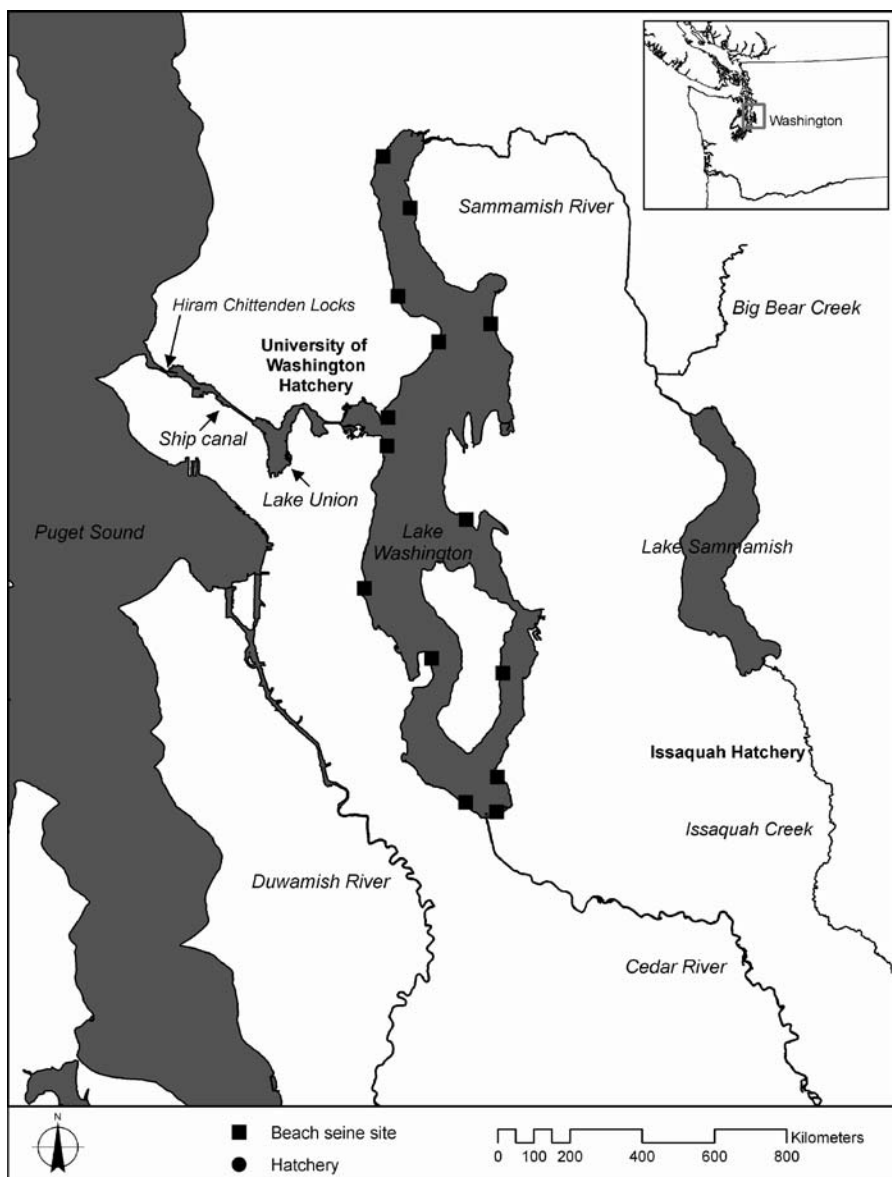 Washington
Sammamish River
Big Bear Creek
Hiram Chittenden Locks
University of
Washington
Hatchery
Ship canal
Lake Union
Puget Sound
Lake
Washington
Lake Sammamish
Issaquah Hatchery
Issaquah Creek
Duwamish River
Cedar River
N
Beach seine site
Hatchery
Kilometers
0 100 200 400 600 800